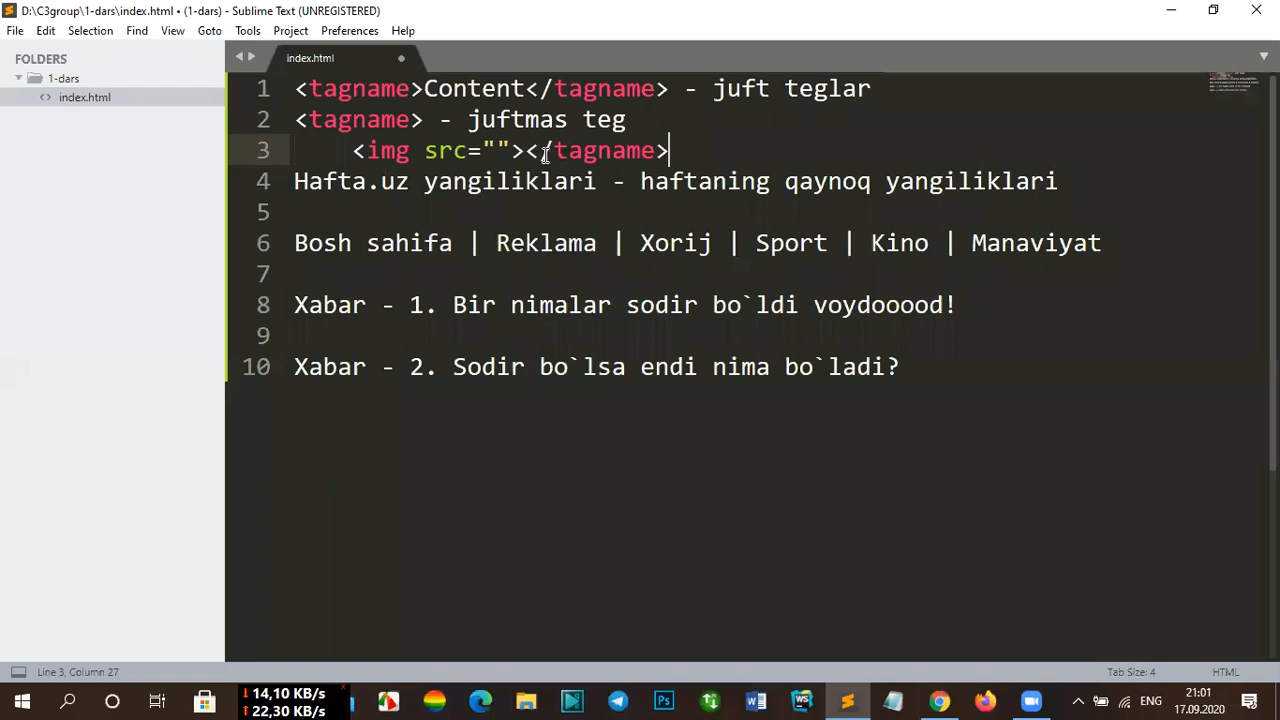 D:\C3group\1-dars\index.html • (1-dars) - Sublime Text (UNREGISTERED)
File Edit Selection Find View Goto Tools Project Preferences Help
FOLDERS
1-dars
index.html
index.html
1 <tagname>Content</tagname> - juft teglar
2 <tagname> - juftmas teg
3 <img src=""></tagname>
4 Hafta.uz yangiliklari - haftaning qaynoq yangiliklari
5
6 Bosh sahifa | Reklama | Xorij | Sport | Kino | Manaviyat
7
8 Xabar - 1. Bir nimalar sodir bo`ldi voydooood!
9
10 Xabar - 2. Sodir bo`lsa endi nima bo`ladi?
Line 3, Column 27
Tab Size: 4
HTML
14,10 KB/s
22,30 KB/s
Ps
W
WS
ENG
21:01
17.09.2020